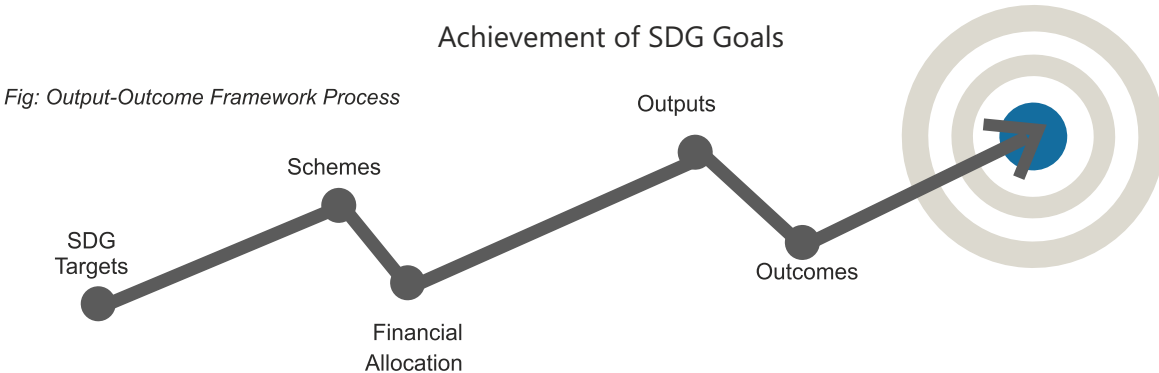 Achievement of SDG Goals
Fig: Output-Outcome Framework Process
Outputs
Schemes
SDG
Targets
Outcomes
Financial
Allocation